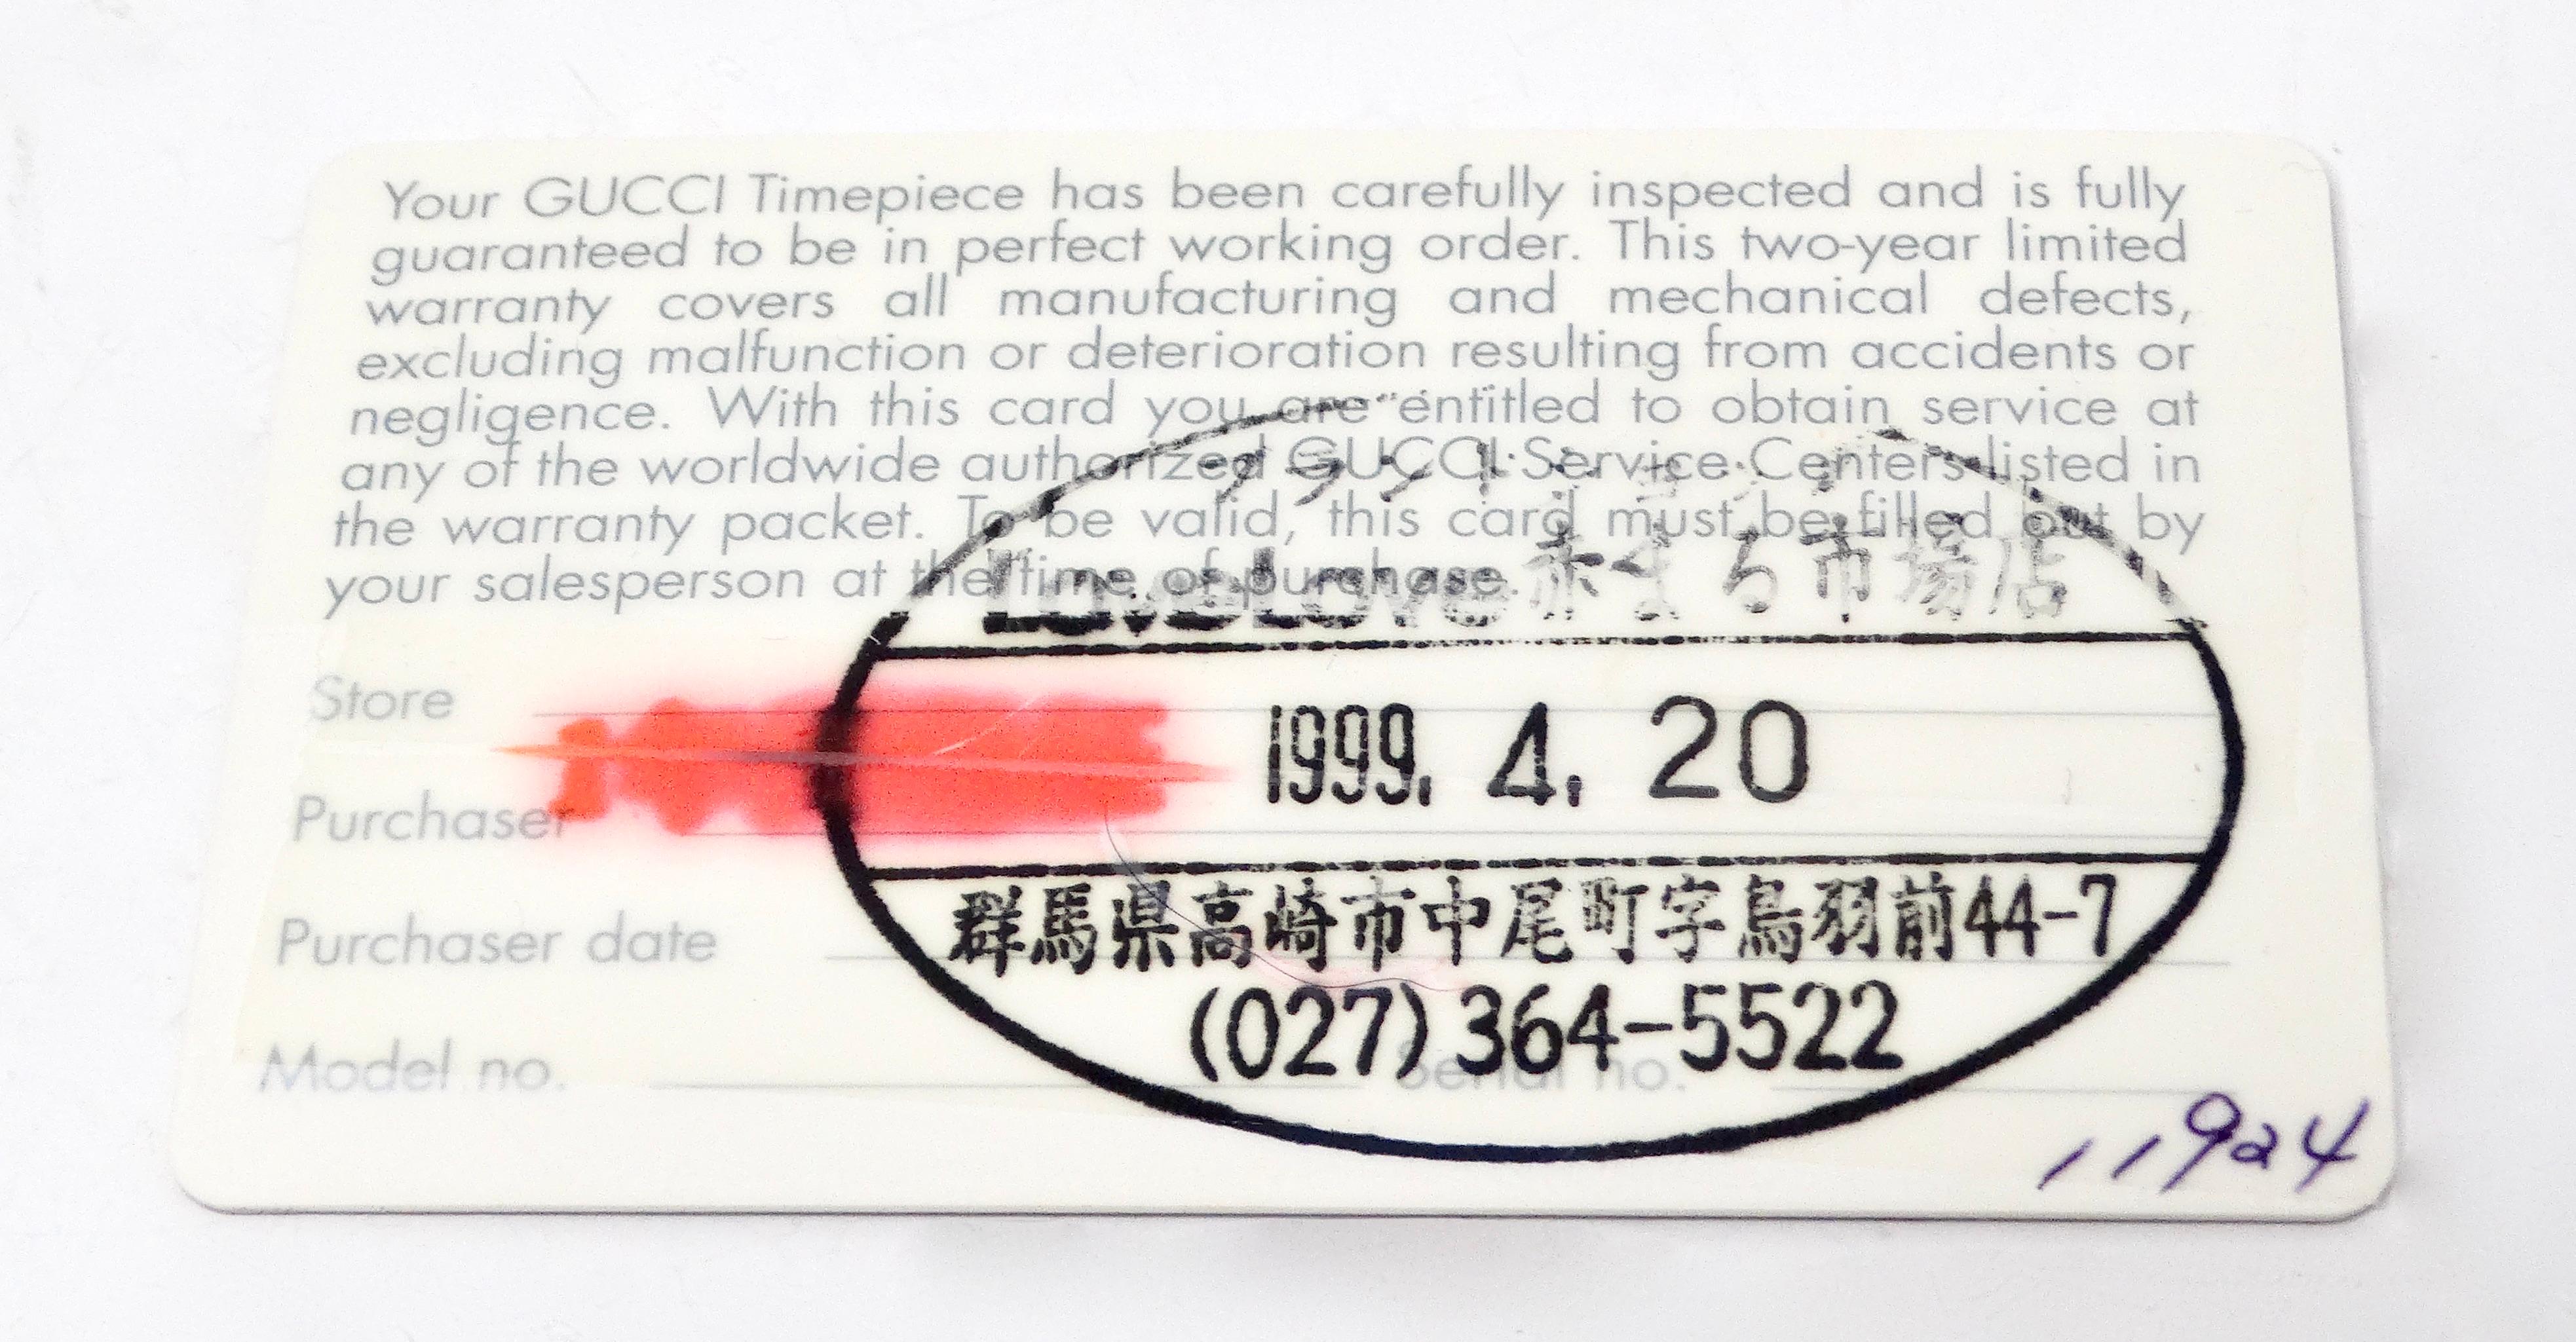 Your GUCCI Timepiece has been carefully inspected and is fully
guaranteed to be in perfect working order. This two-year limited
warranty covers all manufacturing and mechanical defects,
excluding malfunction or deterioration resulting from accidents or
negligence. With this card you are entitled to obtain service at
any of the worldwide authorized GUCCI Service Centers listed in
the warranty packet. To be valid, this card must be filled out by
your salesperson at the time of purchase.
LoveLove 市場店
Store
1999. 4. 20
Purchaser
群馬県高崎市中尾町字鳥羽前44-7
Purchaser date
(027)364-5522
Model no. Serial no.